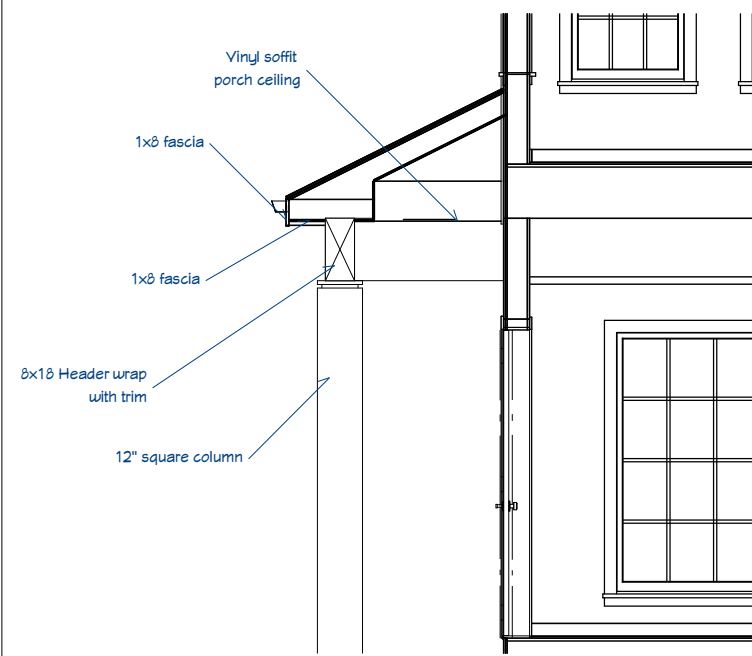 Vinyl soffit
porch ceiling
1x8 fascia
1x8 fascia
8x18 Header wrap
with trim
12" square column